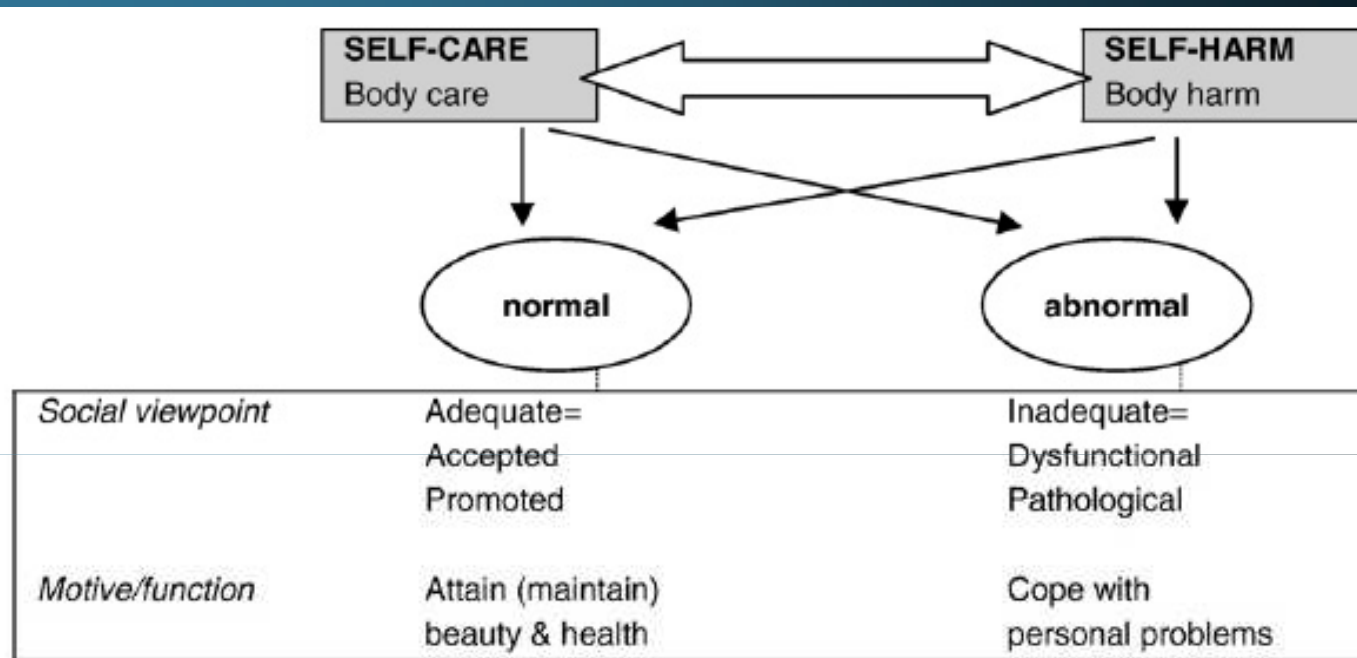 SELF-CARE
Body care
SELF-HARM
Body harm
normal
abnormal
Social viewpoint
Adequate=
Accepted
Promoted
Inadequate=
Dysfunctional
Pathological
Motive/function
Attain (maintain)
beauty & health
Cope with
personal problems